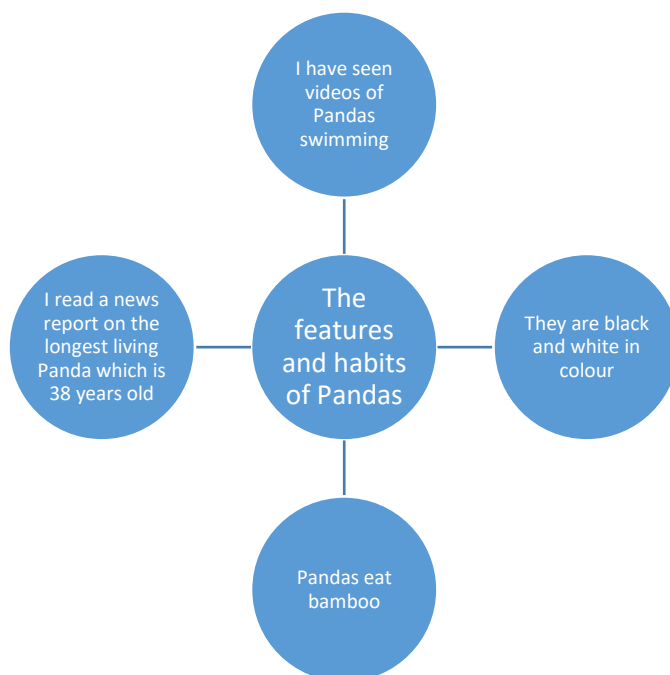 I have seen
videos of
Pandas
swimming
I read a news
report on the
longest living
Panda which is
38 years old
The
features
and habits
of Pandas
They are black
and white in
colour
Pandas eat
bamboo